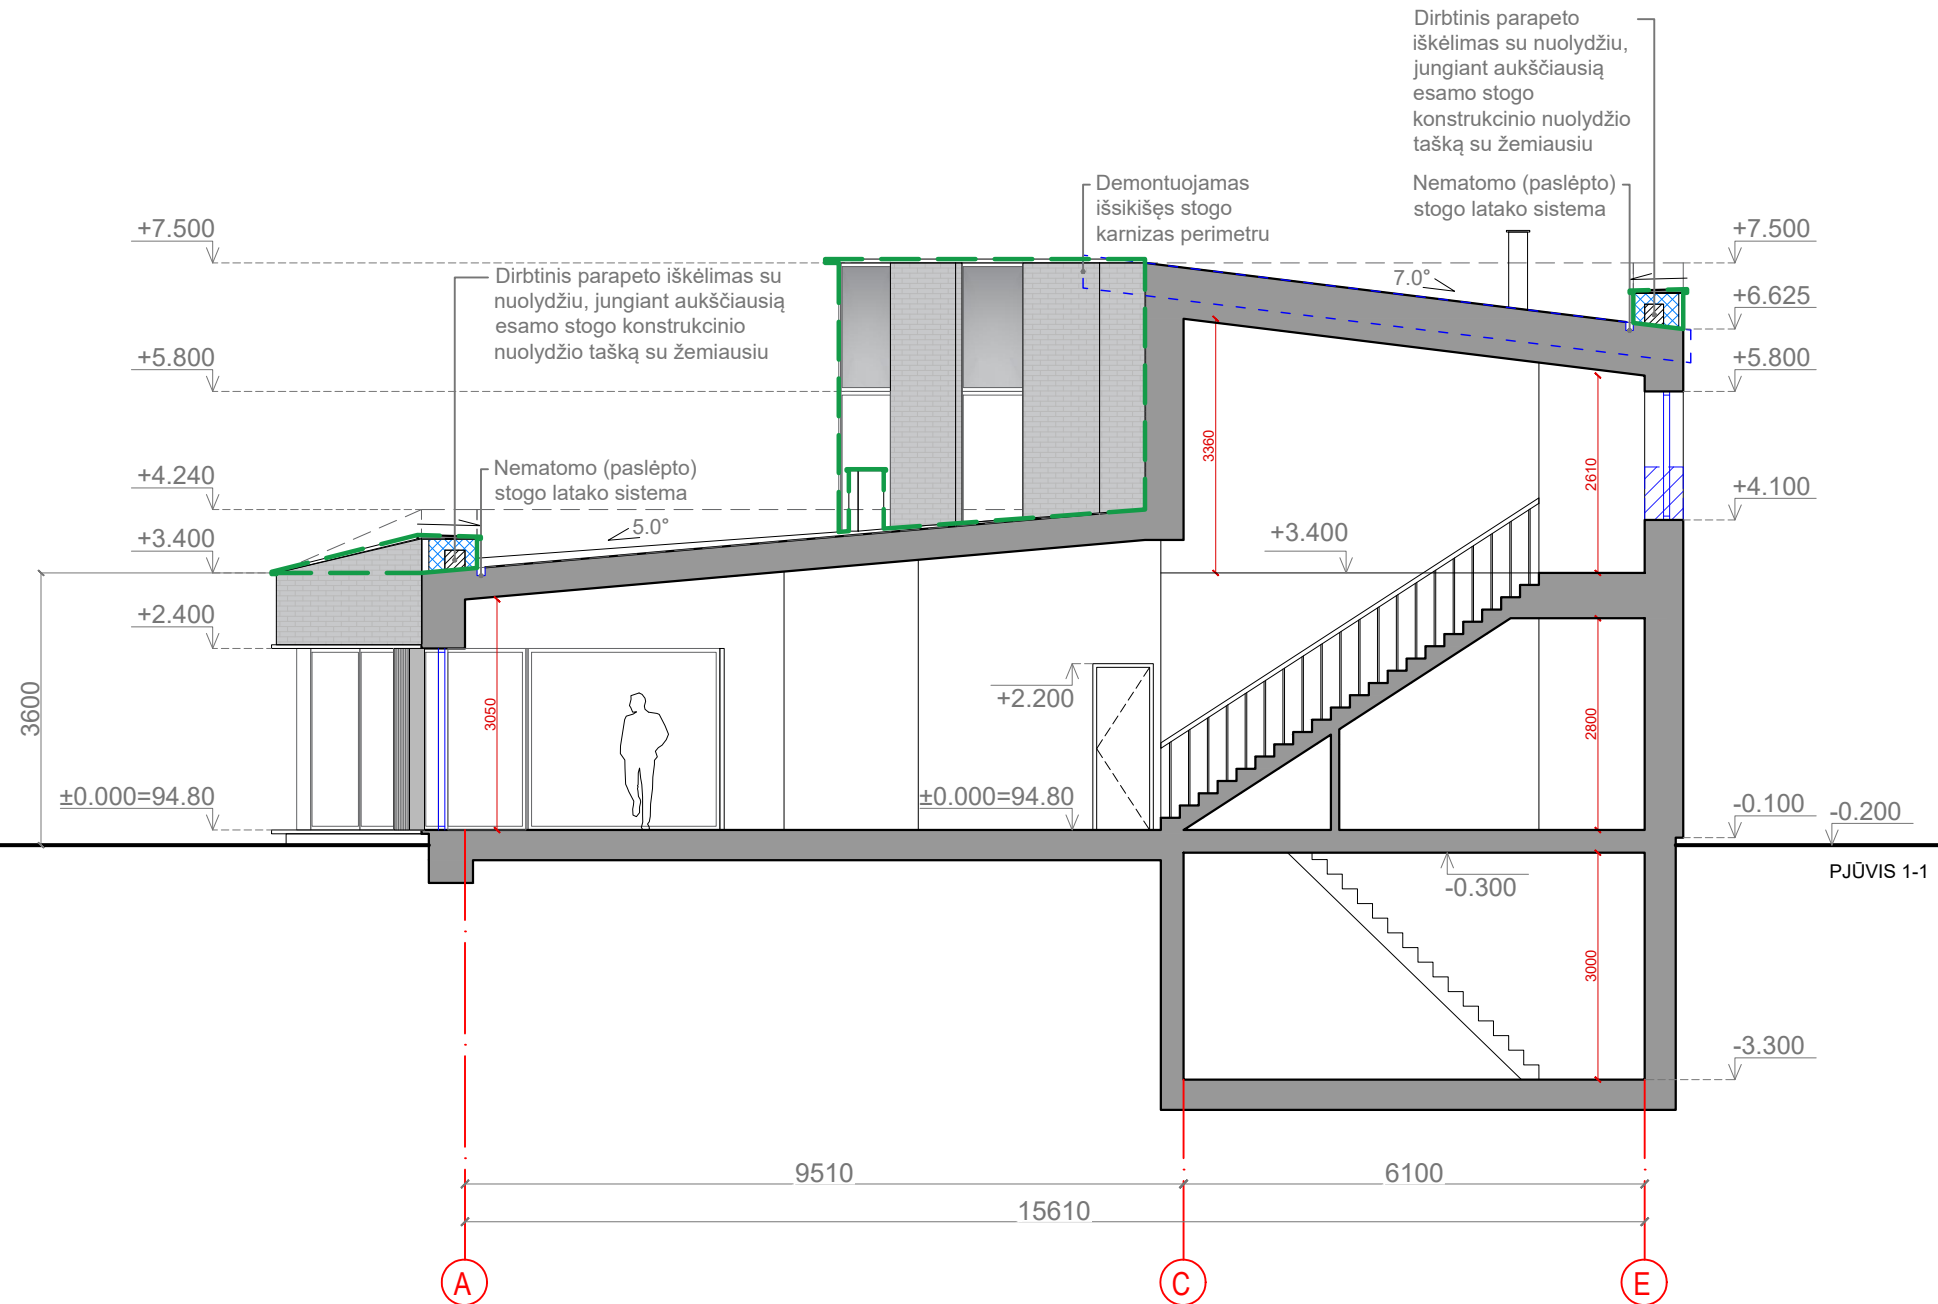 Dirbtinis parapeto
iškėlimas su nuolydžiu,
jungiant aukščiausią
esamo stogo
konstrukcinio nuolydžio
tašką su žemiausiu
Demontuojamas
išsikišęs stogo
karnizas perimetru
Nematomo (paslėpto)
stogo latako sistema
+7.500
+7.500
Dirbtinis parapeto iškėlimas su
nuolydžiu, jungiant aukščiausią
esamo stogo konstrukcinio
nuolydžio tašką su žemiausiu
7.0°
+6.625
+5.800
+5.800
3360
2610
Nematomo (paslėpto)
stogo latako sistema
+4.240
+4.100
5.0°
+3.400
+3.400
+2.400
+2.200
3600
3050
2800
±0.000=94.80
±0.000=94.80
-0.100
-0.200
PJŪVIS 1-1
-0.300
3000
-3.300
9510
6100
15610
A
C
E